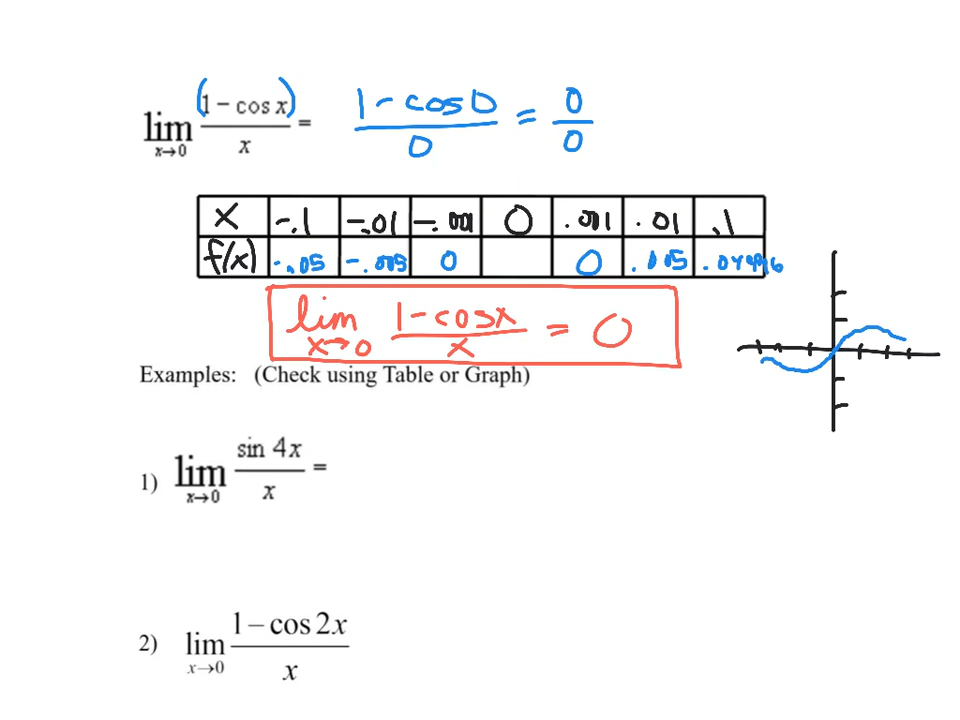 lim x→0 (1 − cos x)/x = (1 − cos 0)/0 = 0/0
x -.1 -.01 -.001 0 .001 .01 .1
f(x) -.05 -.005 0 0 .005 .04996
lim x→0 1-cosx/x = 0
Examples: (Check using Table or Graph)
1) lim x→0 sin 4x/x =
2) lim x→0 1−cos 2x/x